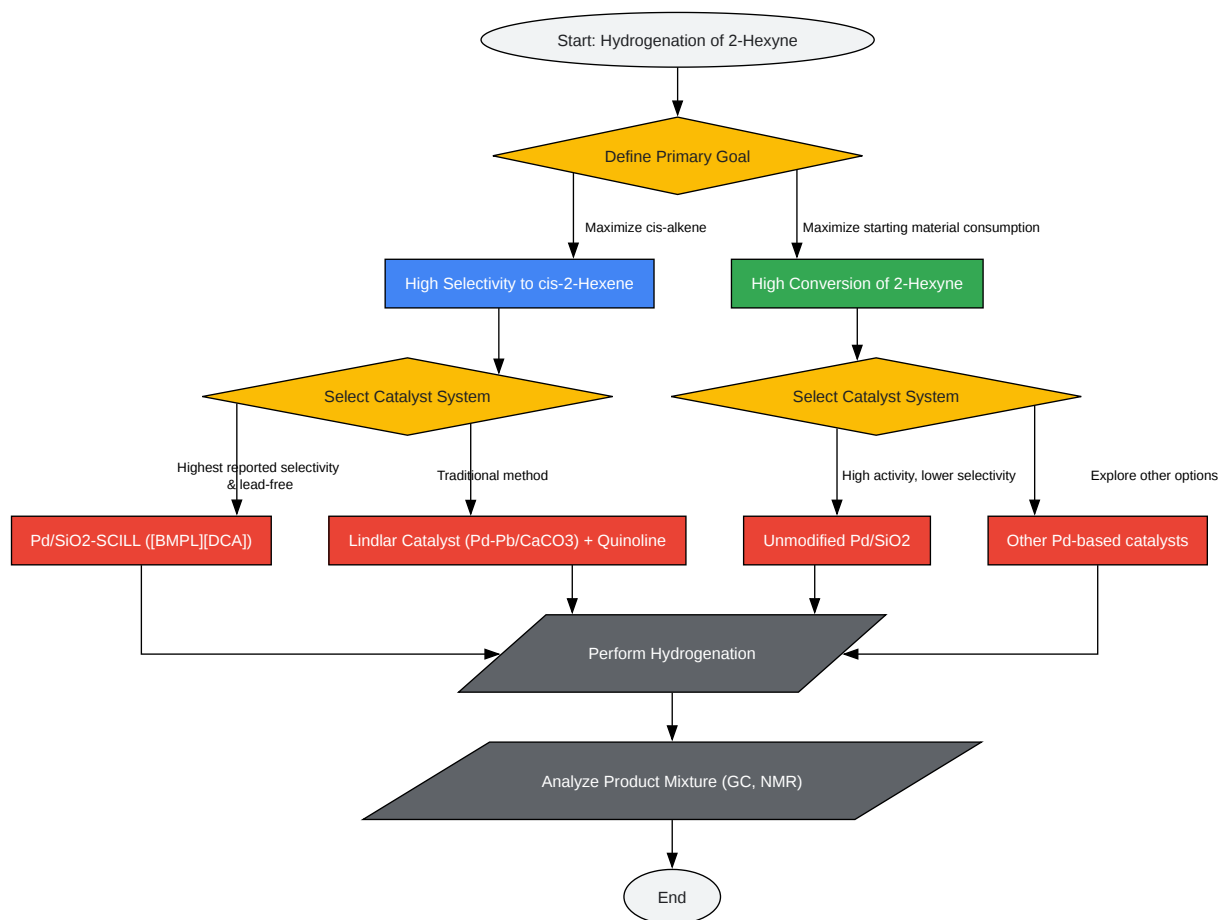 Start: Hydrogenation of 2-Hexyne
Define Primary Goal
Maximize cis-alkene
Maximize starting material consumption
High Selectivity to cis-2-Hexene
High Conversion of 2-Hexyne
Select Catalyst System
Select Catalyst System
Highest reported selectivity
& lead-free
Traditional method
High activity, lower selectivity
Explore other options
Pd/SiO2-SCILL ([BMPL][DCA])
Lindlar Catalyst (Pd-Pb/CaCO3) + Quinoline
Unmodified Pd/SiO2
Other Pd-based catalysts
Perform Hydrogenation
Analyze Product Mixture (GC, NMR)
End